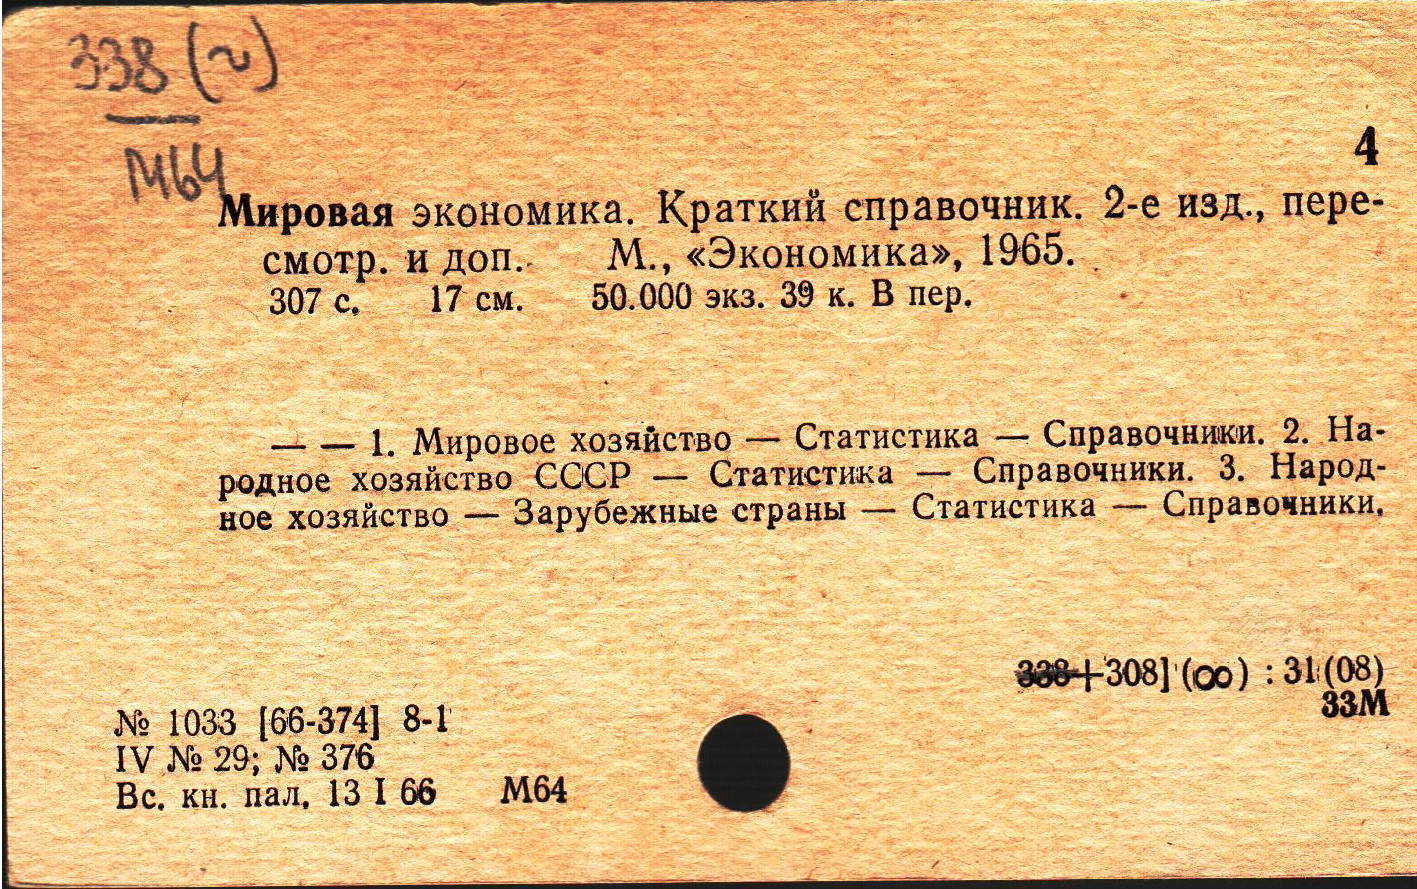 338 (~)
М64
4
Мировая экономика. Краткий справочник. 2-е изд., пере-
смотр. и доп. М., «Экономика», 1965.
307 с. 17 см. 50.000 экз. 39 к. В пер.
— — 1. Мировое хозяйство — Статистика — Справочники. 2. На-
родное хозяйство СССР — Статистика — Справочники. 3. Народ-
ное хозяйство — Зарубежные страны — Статистика — Справочники.
338+308] (∞) : 31(08)
33М
№ 1033 [66-374] 8-1
IV № 29; № 376
Вс. кн. пал. 13 I 66 М64